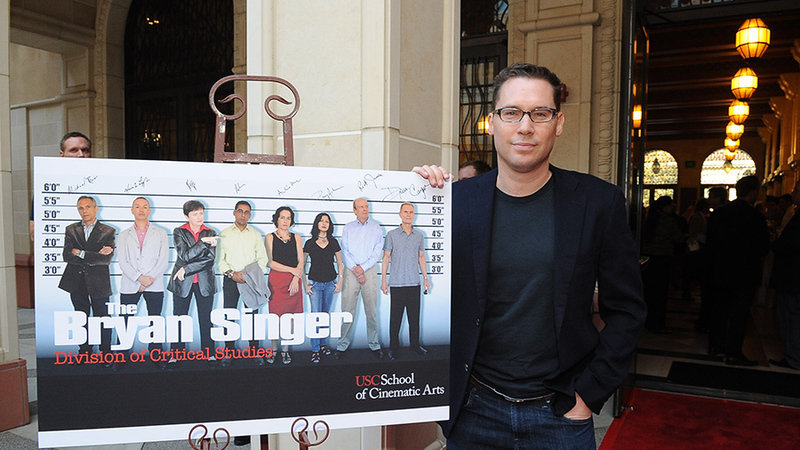 6'0" 6'0"
5'5" 5'5"
5'0" 5'0"
4'5" 4'5"
4'0" 4'0"
3'5" 3'5"
3'0" 3'0"
The
Bryan Singer
Division of Critical Studies
USC School
of Cinematic Arts